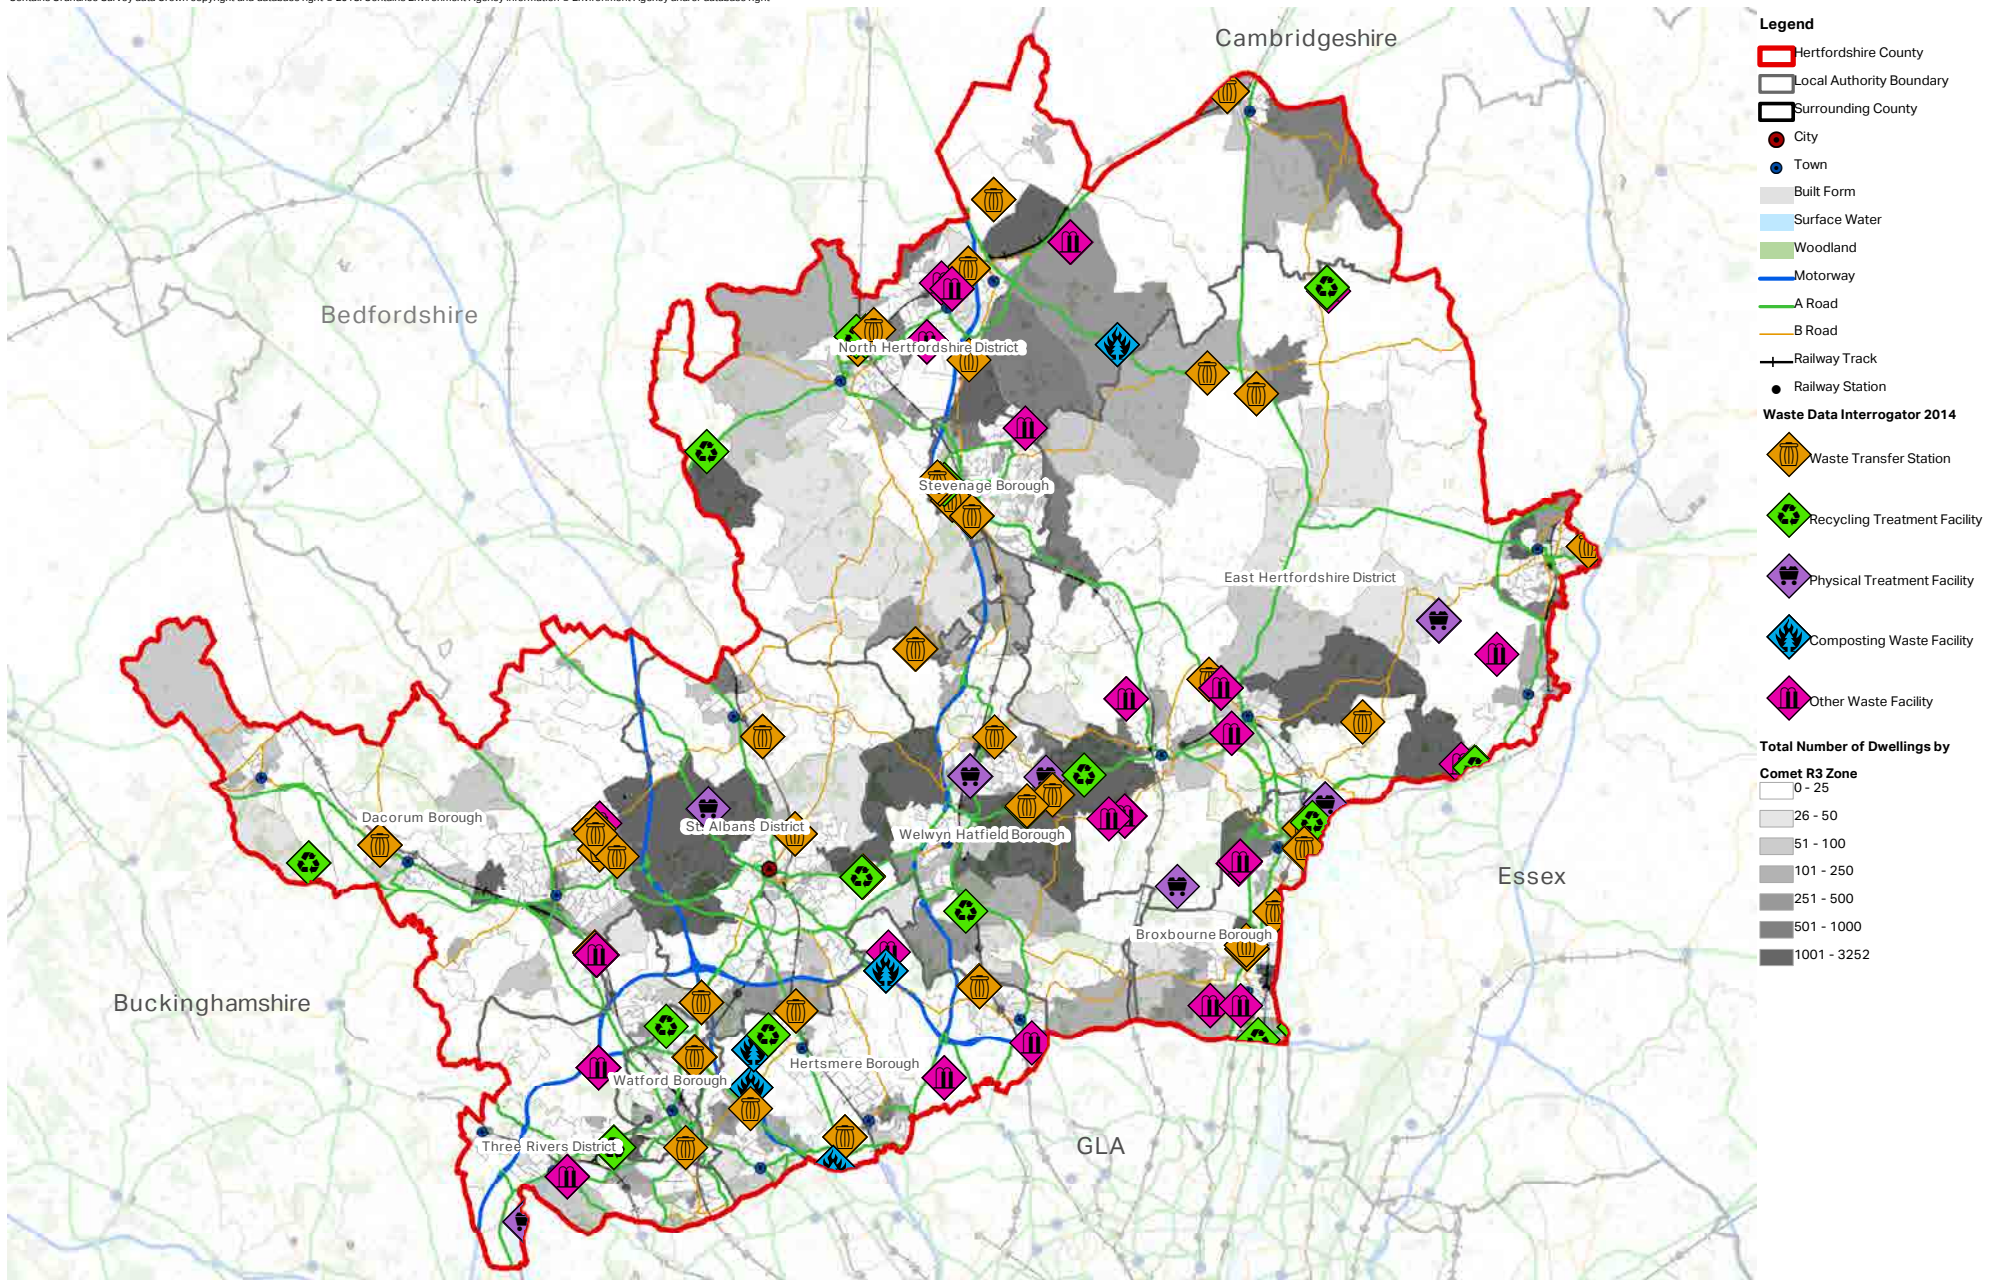 Cambridgeshire
Bedfordshire
North Hertfordshire District
Stevenage Borough
East Hertfordshire District
Dacorum Borough
St. Albans District
Welwyn Hatfield Borough
Essex
Broxbourne Borough
Buckinghamshire
Hertsmere Borough
Watford Borough
Three Rivers District
GLA
Legend
Hertfordshire County
Local Authority Boundary
Surrounding County
City
Town
Built Form
Surface Water
Woodland
Motorway
A Road
B Road
Railway Track
Railway Station
Waste Data Interrogator 2014
Waste Transfer Station
Recycling Treatment Facility
Physical Treatment Facility
Composting Waste Facility
Other Waste Facility
Total Number of Dwellings by
Comet R3 Zone
0 - 25
26 - 50
51 - 100
101 - 250
251 - 500
501 - 1000
1001 - 3252